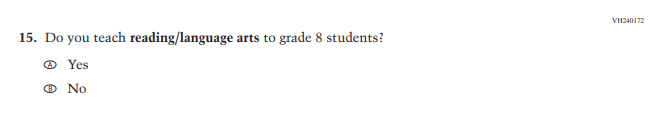 VH240172
15. Do you teach reading/language arts to grade 8 students?
Ⓐ Yes
Ⓑ No